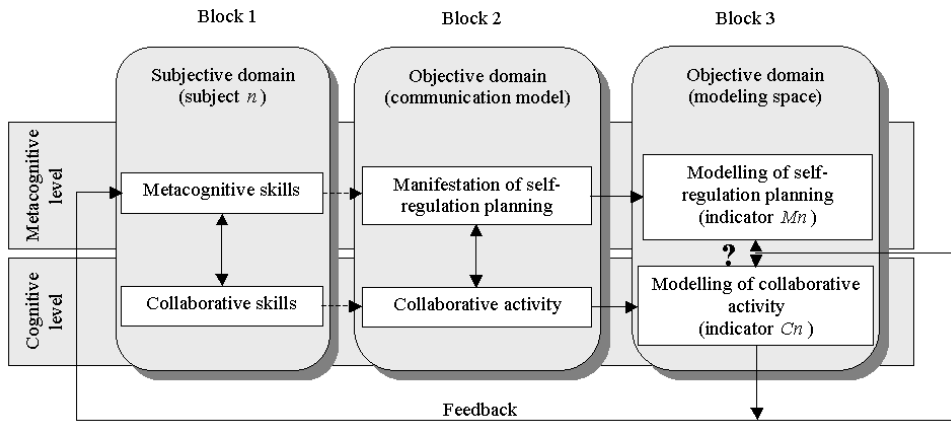 Block 1
Block 2
Block 3
Subjective domain
(subject n)
Objective domain
(communication model)
Objective domain
(modeling space)
Metacognitive
level
Metacognitive skills
Manifestation of self-
regulation planning
Modelling of self-
regulation planning
(indicator Mn)
?
Cognitive
level
Collaborative skills
Collaborative activity
Modelling of collaborative
activity
(indicator Cn)
Feedback